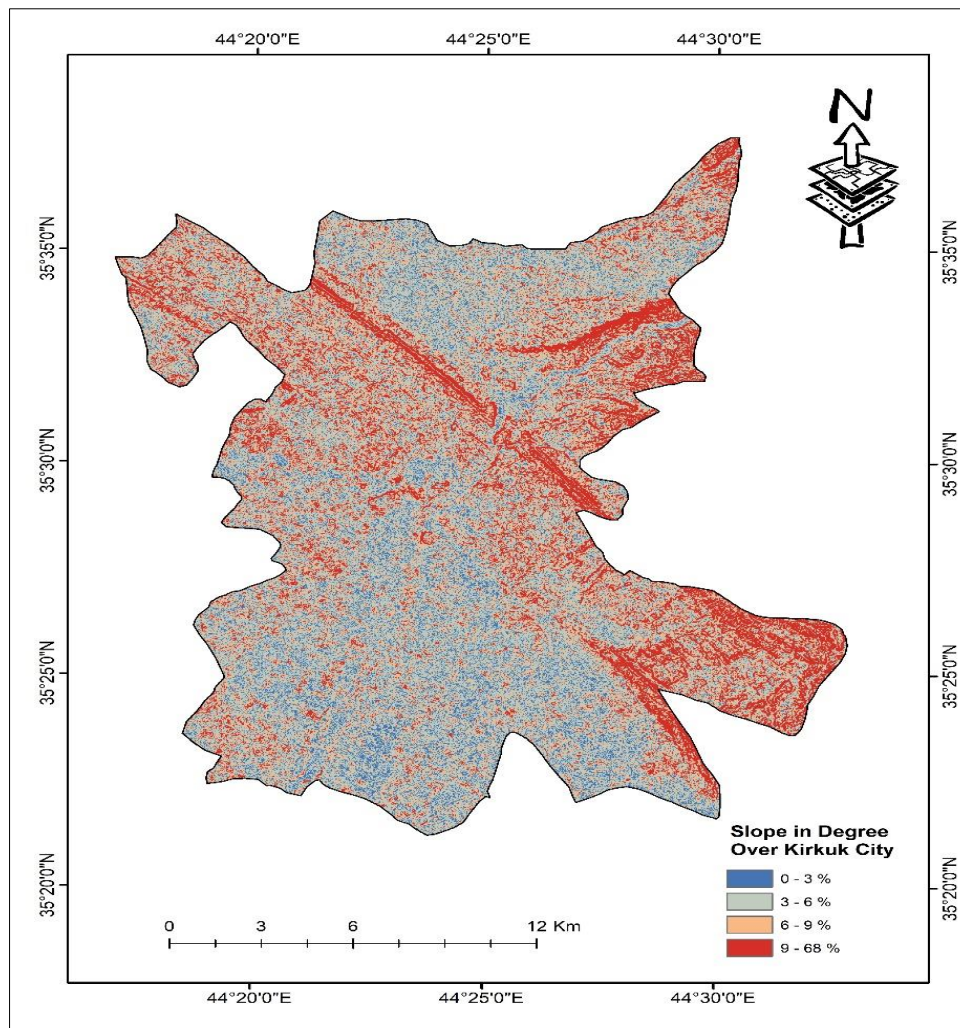 44°20'0"E 44°25'0"E 44°30'0"E
N
35°35'0"N 35°35'0"N
35°30'0"N 35°30'0"N
35°25'0"N 35°25'0"N
35°20'0"N 35°20'0"N
Slope in Degree
Over Kirkuk City
0 - 3 %
3 - 6 %
6 - 9 %
9 - 68 %
0 3 6 12 Km
44°20'0"E 44°25'0"E 44°30'0"E